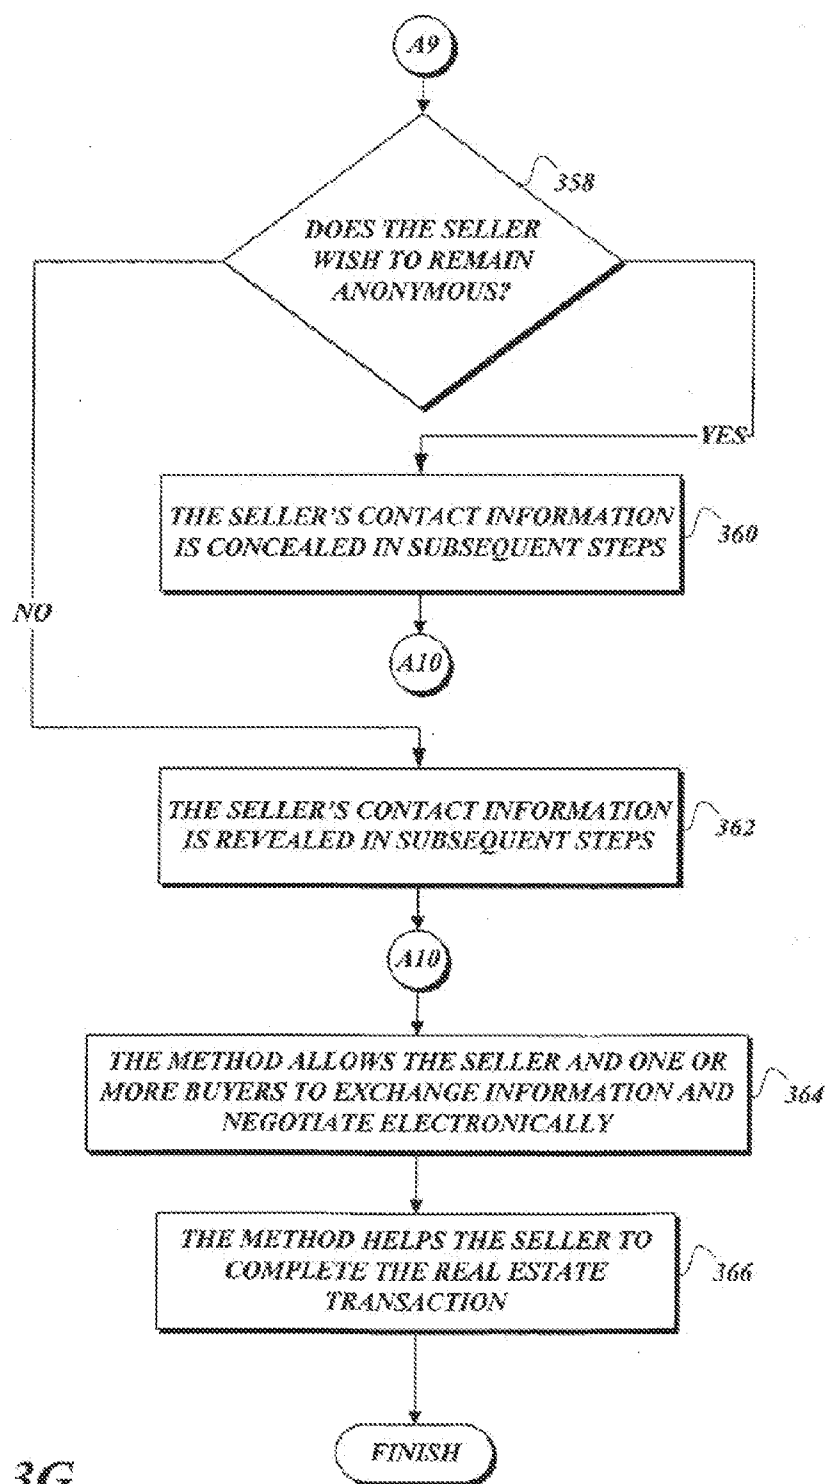 A9
358
DOES THE SELLER
WISH TO REMAIN
ANONYMOUS?
YES
THE SELLER'S CONTACT INFORMATION
IS CONCEALED IN SUBSEQUENT STEPS
360
NO
A10
THE SELLER'S CONTACT INFORMATION
IS REVEALED IN SUBSEQUENT STEPS
362
A10
THE METHOD ALLOWS THE SELLER AND ONE OR
MORE BUYERS TO EXCHANGE INFORMATION AND
NEGOTIATE ELECTRONICALLY
364
THE METHOD HELPS THE SELLER TO
COMPLETE THE REAL ESTATE
TRANSACTION
366
FINISH
3G